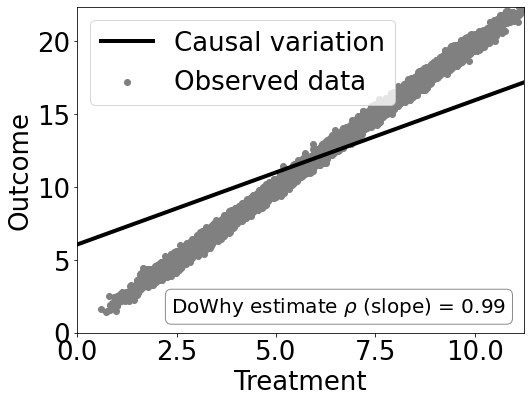 Causal variation
Observed data
20
15
10
5
0
Outcome
DoWhy estimate ρ (slope) = 0.99
0.0 2.5 5.0 7.5 10.0
Treatment